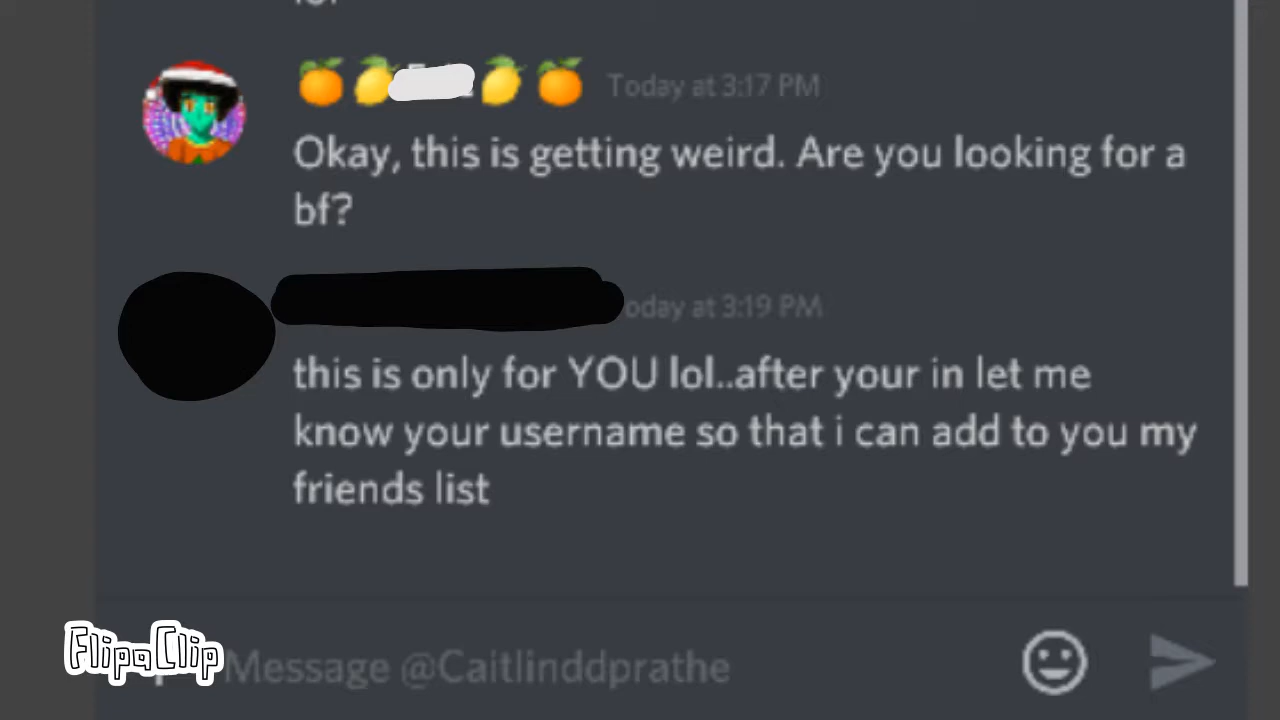 Today at 3:17 PM
Okay, this is getting weird. Are you looking for a
bf?
oday at 3:19 PM
this is only for YOU lol..after your in let me
know your username so that i can add to you my
friends list
FlipaClip
Message @Caitlinddprathe